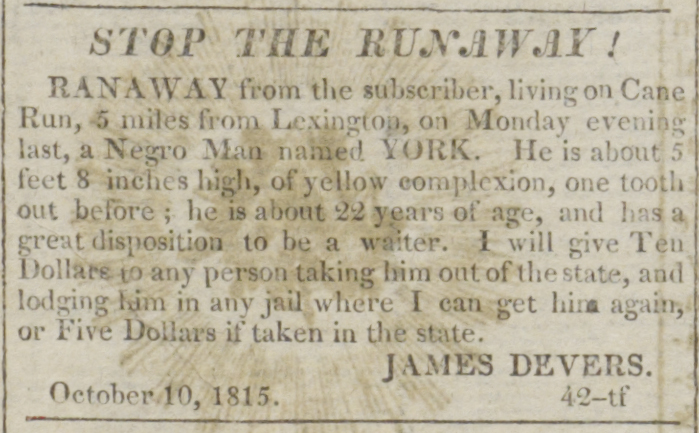 STOP THE RUNAWAY!
RANAWAY from the subscriber, living on Cane
Run, 5 miles from Lexington, on Monday evening
last, a Negro Man named YORK. He is about 5
feet 8 inches high, of yellow complexion, one tooth
out before; he is about 22 years of age, and has a
great disposition to be a waiter. I will give Ten
Dollars to any person taking him out of the state, and
lodging him in any jail where I can get him again,
or Five Dollars if taken in the state.
JAMES DEVERS.
October 10, 1815. 42-tf